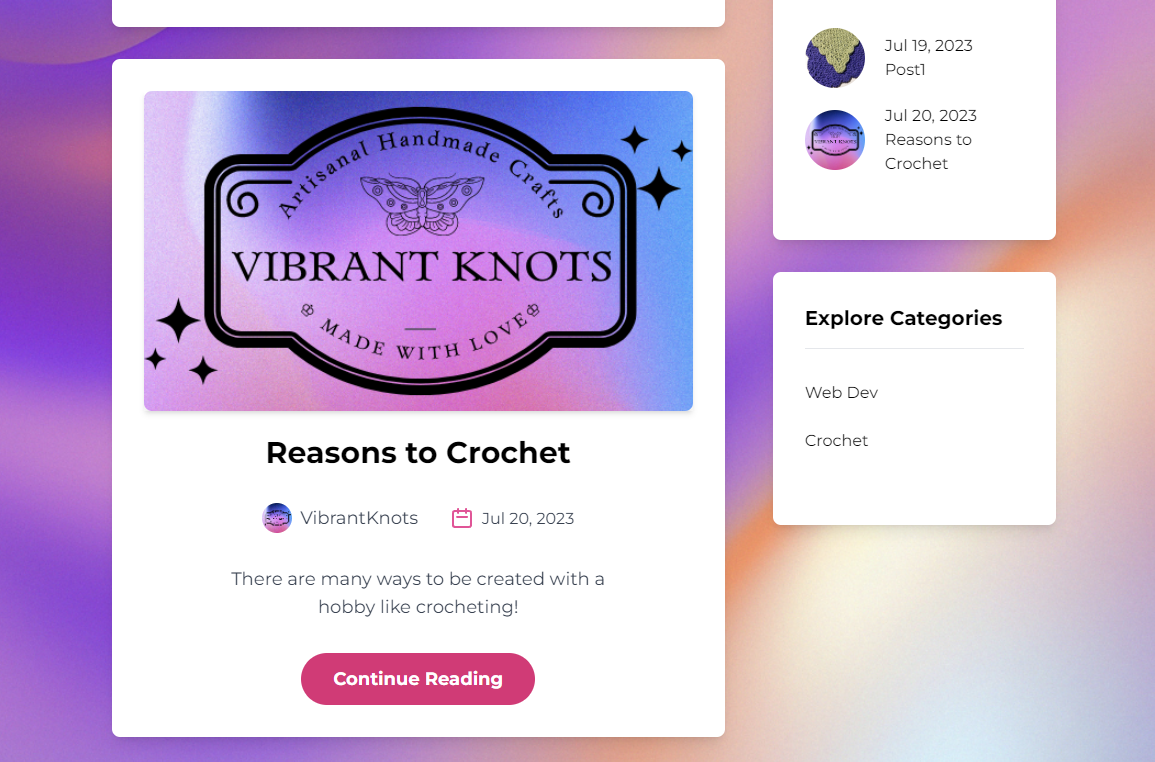 Artisanal Handmade Crafts
VIBRANT KNOTS
MADE WITH LOVE
Reasons to Crochet
VibrantKnots
Jul 20, 2023
There are many ways to be created with a
hobby like crocheting!
Continue Reading
Jul 19, 2023
Post1
VIBRANT KNOTS
Jul 20, 2023
Reasons to
Crochet
Explore Categories
Web Dev
Crochet